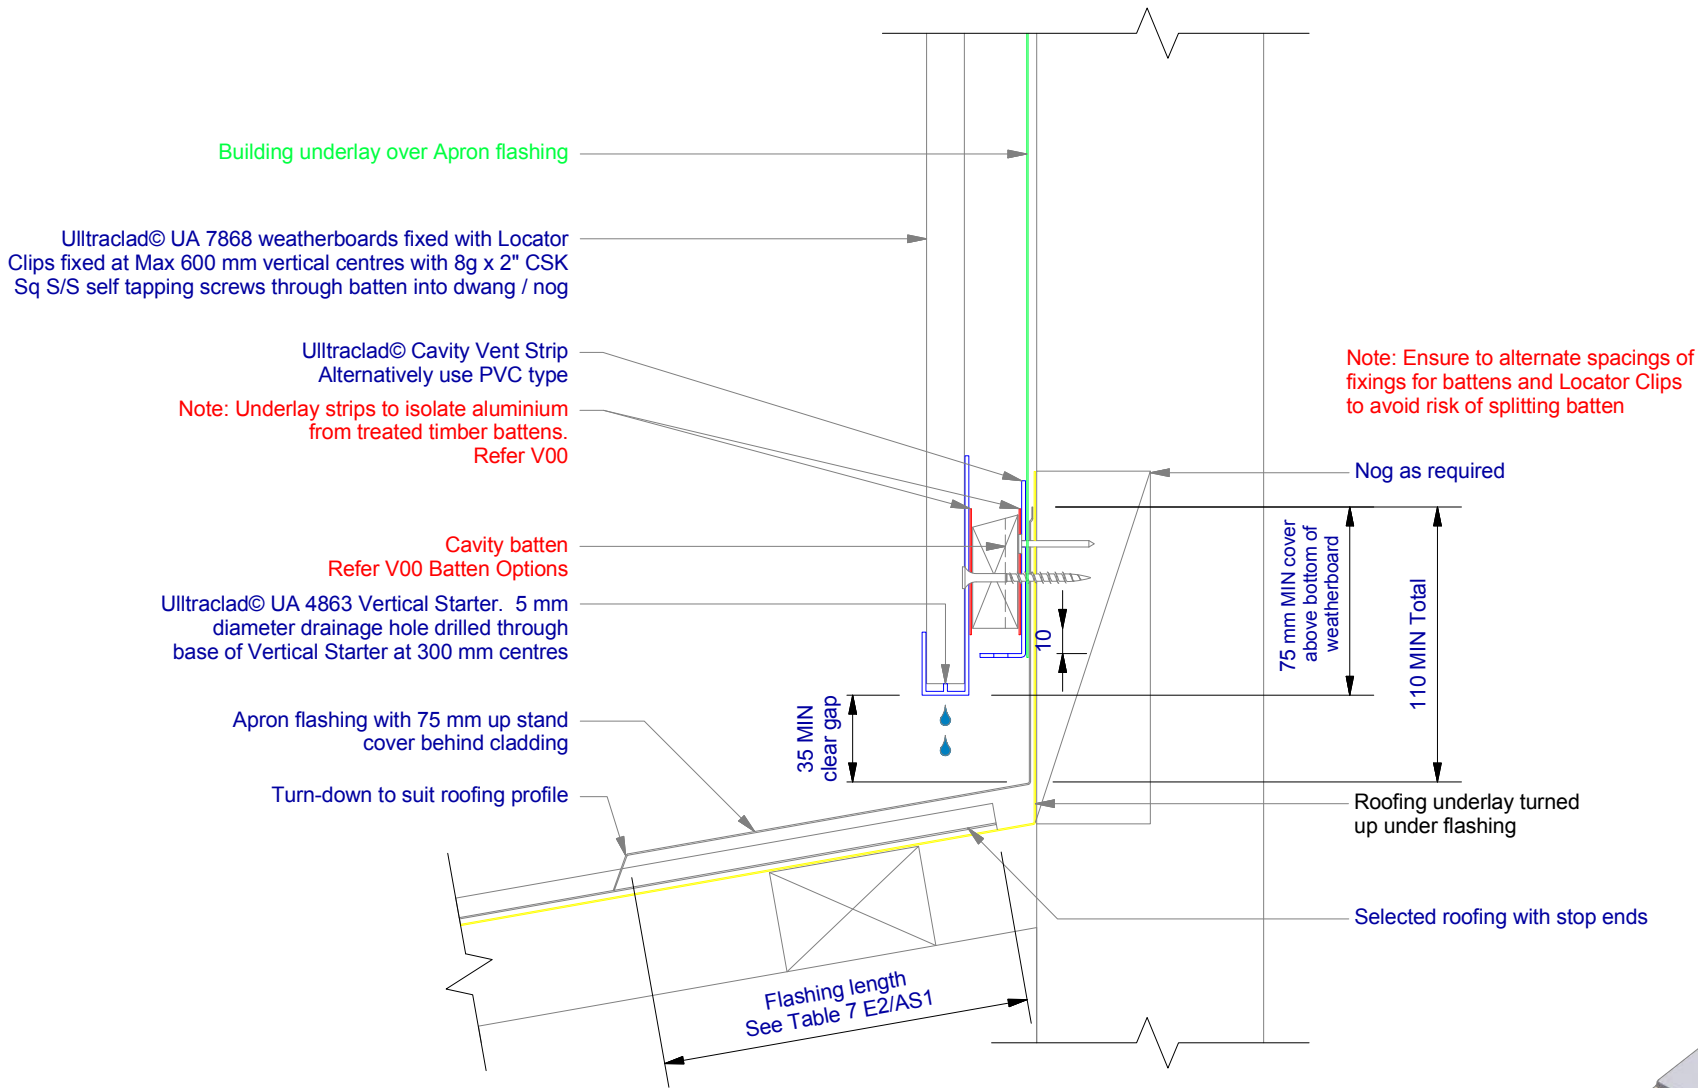 Building underlay over Apron flashing
Ulltraclad© UA 7868 weatherboards fixed with Locator
Clips fixed at Max 600 mm vertical centres with 8g x 2" CSK
Sq S/S self tapping screws through batten into dwang / nog
Ulltraclad© Cavity Vent Strip
Alternatively use PVC type
Note: Underlay strips to isolate aluminium
from treated timber battens.
Refer V00
Cavity batten
Refer V00 Batten Options
Ulltraclad© UA 4863 Vertical Starter.  5 mm
diameter drainage hole drilled through
base of Vertical Starter at 300 mm centres
Apron flashing with 75 mm up stand
cover behind cladding
Turn-down to suit roofing profile
35 MIN
clear gap
10
Flashing length
See Table 7 E2/AS1
Note: Ensure to alternate spacings of
fixings for battens and Locator Clips
to avoid risk of splitting batten
Nog as required
75 mm MIN cover
above bottom of
weatherboard
110 MIN Total
Roofing underlay turned
up under flashing
Selected roofing with stop ends